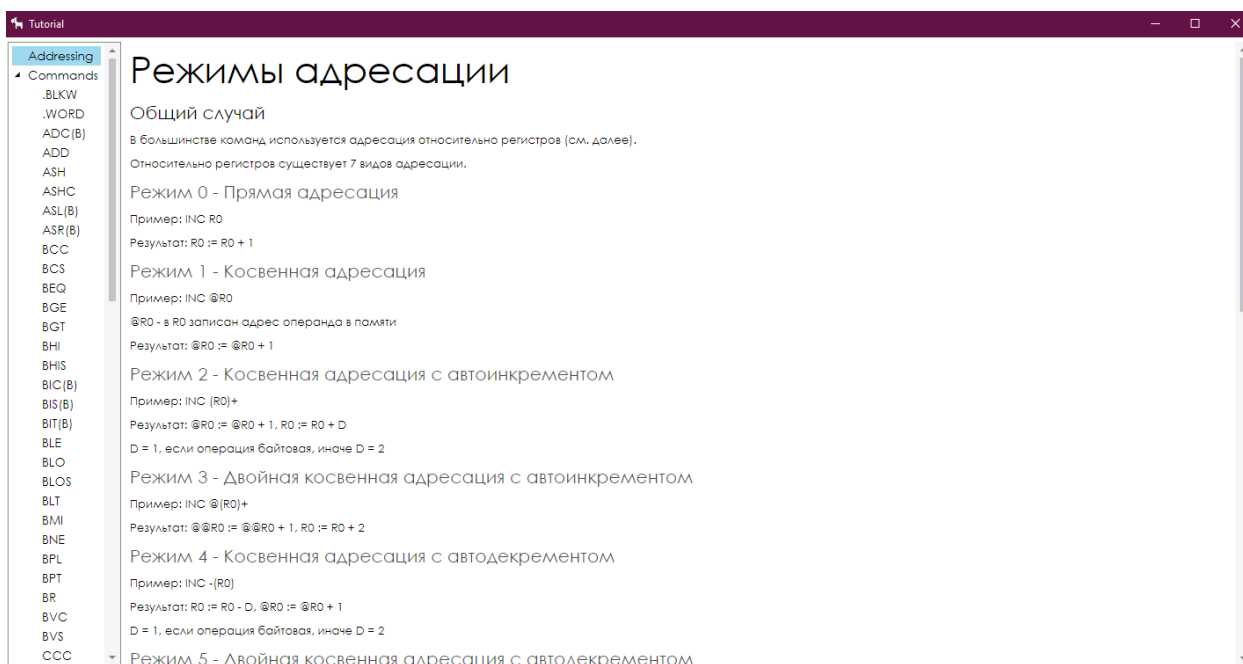 Tutorial
Addressing
Commands
.BLKW
.WORD
ADC(B)
ADD
ASH
ASHC
ASL(B)
ASR(B)
BCC
BCS
BEQ
BGE
BGT
BHI
BHIS
BIC(B)
BIS(B)
BIT(B)
BLE
BLO
BLOS
BLT
BMI
BNE
BPL
BPT
BR
BVC
BVS
CCC
Режимы адресации
Общий случай
В большинстве команд используется адресация относительно регистров (см. далее).
Относительно регистров существует 7 видов адресации.
Режим 0 - Прямая адресация
Пример: INC R0
Результат: R0 := R0 + 1
Режим 1 - Косвенная адресация
Пример: INC @R0
@R0 - в R0 записан адрес операнда в памяти
Результат: @R0 := @R0 + 1
Режим 2 - Косвенная адресация с автоинкрементом
Пример: INC (R0)+
Результат: @R0 := @R0 + 1, R0 := R0 + D
D = 1, если операция байтовая, иначе D = 2
Режим 3 - Двойная косвенная адресация с автоинкрементом
Пример: INC @(R0)+
Результат: @@R0 := @@R0 + 1, R0 := R0 + 2
Режим 4 - Косвенная адресация с автодекрементом
Пример: INC -(R0)
Результат: R0 := R0 - D, @R0 := @R0 + 1
D = 1, если операция байтовая, иначе D = 2
Режим 5 - Двойная косвенная адресация с автодекрементом